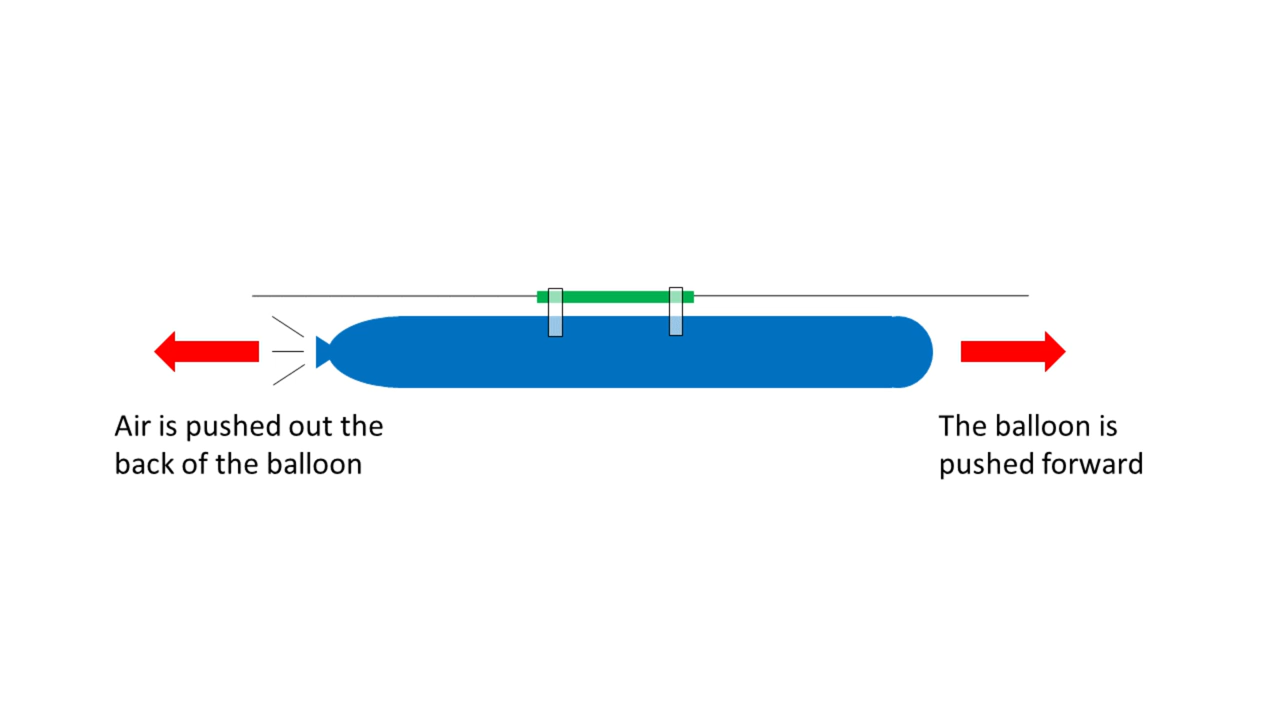 Air is pushed out the
back of the balloon
The balloon is
pushed forward